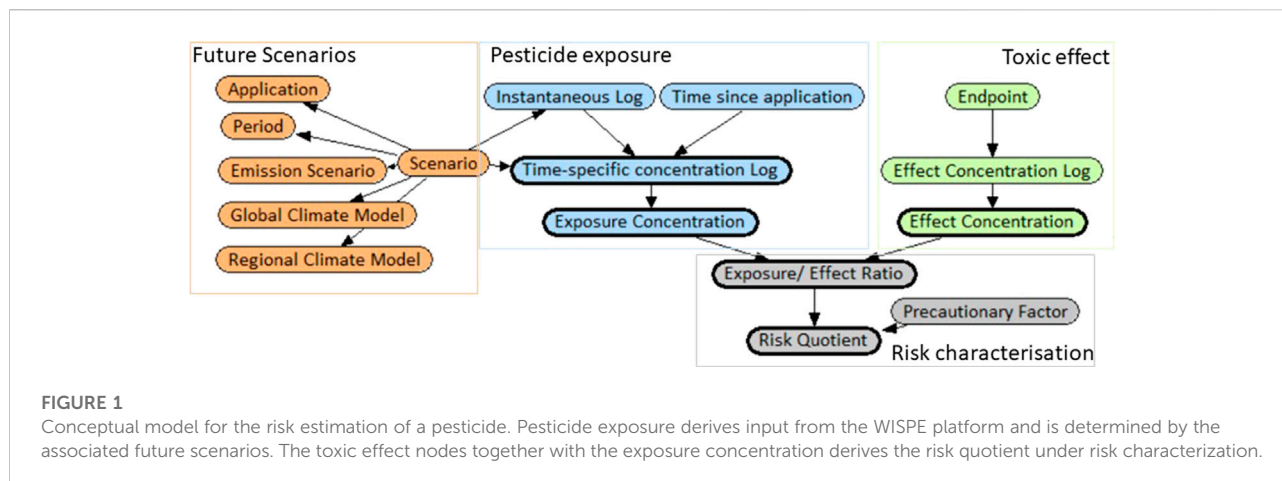 Future Scenarios
Application
Period
Emission Scenario
Global Climate Model
Regional Climate Model
Scenario
Pesticide exposure
Instantaneous Log
Time since application
Time-specific concentration Log
Exposure Concentration
Toxic effect
Endpoint
Effect Concentration Log
Effect Concentration
Exposure/ Effect Ratio
Precautionary Factor
Risk Quotient
Risk characterisation
FIGURE 1
Conceptual model for the risk estimation of a pesticide. Pesticide exposure derives input from the WISPE platform and is determined by the
associated future scenarios. The toxic effect nodes together with the exposure concentration derives the risk quotient under risk characterization.